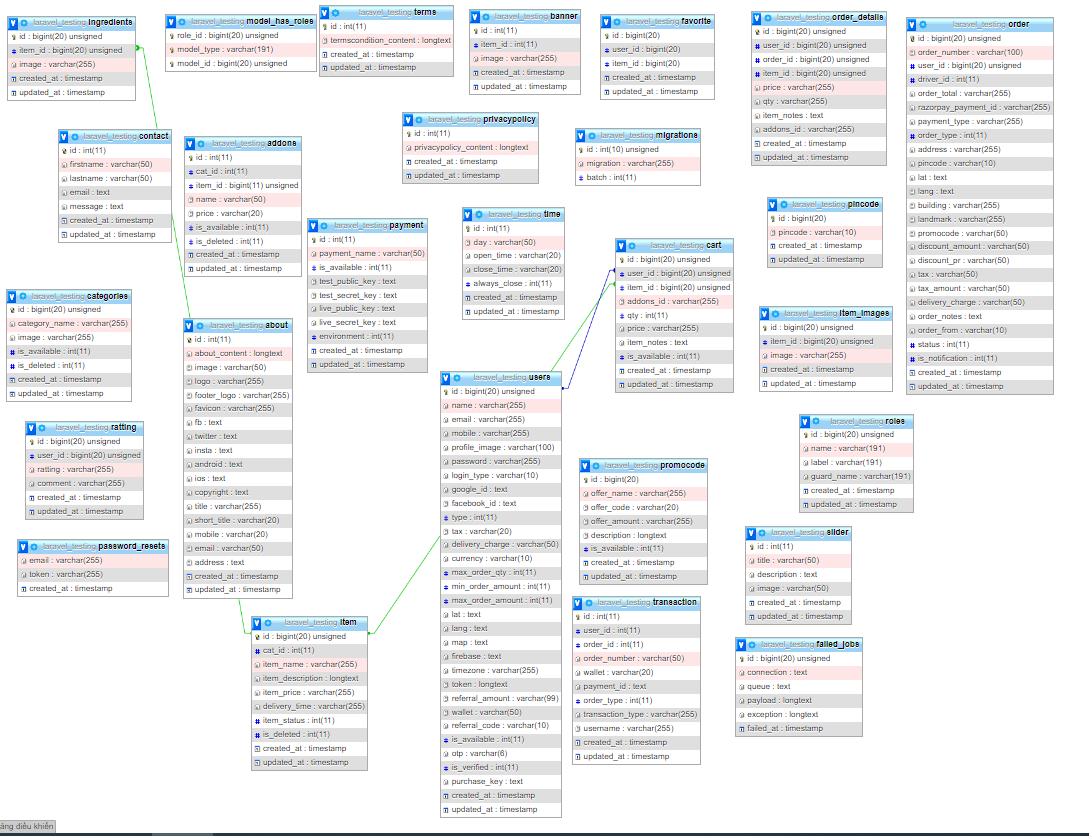 laravel_testing ingredients
id : bigint(20) unsigned
item_id : bigint(20) unsigned
image : varchar(255)
created_at : timestamp
updated_at : timestamp
laravel_testing model_has_roles
role_id : bigint(20) unsigned
model_type : varchar(191)
model_id : bigint(20) unsigned
laravel_testing terms
id : int(11)
termscondition_content : longtext
created_at : timestamp
updated_at : timestamp
laravel_testing banner
id : int(11)
item_id : int(11)
image : varchar(255)
created_at : timestamp
updated_at : timestamp
laravel_testing favorite
id : bigint(20)
user_id : bigint(20)
item_id : bigint(20)
created_at : timestamp
updated_at : timestamp
laravel_testing order_details
id : bigint(20) unsigned
user_id : bigint(20) unsigned
order_id : bigint(20) unsigned
item_id : bigint(20) unsigned
price : varchar(255)
qty : varchar(255)
item_notes : text
addons_id : varchar(255)
created_at : timestamp
updated_at : timestamp
laravel_testing order
id : bigint(20) unsigned
order_number : varchar(100)
user_id : bigint(20) unsigned
driver_id : int(11)
order_total : varchar(255)
razorpay_payment_id : varchar(255)
payment_type : varchar(255)
order_type : int(11)
address : varchar(255)
pincode : varchar(10)
lat : text
lang : text
building : varchar(255)
landmark : varchar(255)
promocode : varchar(50)
discount_amount : varchar(50)
discount_pr : varchar(50)
tax : varchar(50)
tax_amount : varchar(50)
delivery_charge : varchar(50)
order_notes : text
order_from : varchar(10)
status : int(11)
is_notification : int(11)
created_at : timestamp
updated_at : timestamp
laravel_testing contact
id : int(11)
firstname : varchar(50)
lastname : varchar(50)
email : text
message : text
created_at : timestamp
updated_at : timestamp
laravel_testing addons
id : int(11)
cat_id : int(11)
item_id : bigint(11) unsigned
name : varchar(50)
price : varchar(20)
is_available : int(11)
is_deleted : int(11)
created_at : timestamp
updated_at : timestamp
laravel_testing privacypolicy
id : int(11)
privacypolicy_content : longtext
created_at : timestamp
updated_at : timestamp
laravel_testing migrations
id : int(10) unsigned
migration : varchar(255)
batch : int(11)
laravel_testing payment
id : int(11)
payment_name : varchar(50)
is_available : int(11)
test_public_key : text
test_secret_key : text
live_public_key : text
live_secret_key : text
environment : int(11)
created_at : timestamp
updated_at : timestamp
laravel_testing time
id : int(11)
day : varchar(50)
open_time : varchar(20)
close_time : varchar(20)
always_close : int(11)
created_at : timestamp
updated_at : timestamp
laravel_testing cart
id : bigint(20) unsigned
user_id : bigint(20) unsigned
item_id : bigint(20) unsigned
addons_id : varchar(255)
qty : int(11)
price : varchar(255)
item_notes : text
is_available : int(11)
created_at : timestamp
updated_at : timestamp
laravel_testing pincode
id : bigint(20)
pincode : varchar(10)
created_at : timestamp
updated_at : timestamp
laravel_testing categories
id : bigint(20) unsigned
category_name : varchar(255)
image : varchar(255)
is_available : int(11)
is_deleted : int(11)
created_at : timestamp
updated_at : timestamp
laravel_testing about
id : int(11)
about_content : longtext
image : varchar(50)
logo : varchar(255)
footer_logo : varchar(255)
favicon : varchar(255)
fb : text
twitter : text
insta : text
android : text
ios : text
copyright : text
title : varchar(255)
short_title : varchar(20)
mobile : varchar(20)
email : varchar(50)
address : text
created_at : timestamp
updated_at : timestamp
laravel_testing item_images
id : bigint(20) unsigned
item_id : bigint(20) unsigned
image : varchar(255)
created_at : timestamp
updated_at : timestamp
laravel_testing users
id : bigint(20) unsigned
name : varchar(255)
email : varchar(255)
mobile : varchar(255)
profile_image : varchar(100)
password : varchar(255)
login_type : varchar(10)
google_id : text
facebook_id : text
type : int(11)
tax : varchar(20)
delivery_charge : varchar(50)
currency : varchar(10)
max_order_qty : int(11)
min_order_amount : int(11)
max_order_amount : int(11)
lat : text
lang : text
map : text
firebase : text
timezone : varchar(255)
token : longtext
referral_amount : varchar(99)
wallet : varchar(50)
referral_code : varchar(10)
is_available : int(11)
otp : varchar(6)
is_verified : int(11)
purchase_key : text
created_at : timestamp
updated_at : timestamp
laravel_testing ratting
id : bigint(20) unsigned
user_id : bigint(20) unsigned
ratting : varchar(255)
comment : varchar(255)
created_at : timestamp
updated_at : timestamp
laravel_testing roles
id : bigint(20) unsigned
name : varchar(191)
label : varchar(191)
guard_name : varchar(191)
created_at : timestamp
updated_at : timestamp
laravel_testing promocode
id : bigint(20)
offer_name : varchar(255)
offer_code : varchar(20)
offer_amount : varchar(255)
description : longtext
is_available : int(11)
created_at : timestamp
updated_at : timestamp
laravel_testing password_resets
email : varchar(255)
token : varchar(255)
created_at : timestamp
laravel_testing slider
id : int(11)
title : varchar(50)
description : text
image : varchar(50)
created_at : timestamp
updated_at : timestamp
laravel_testing item
id : bigint(20) unsigned
cat_id : int(11)
item_name : varchar(255)
item_description : longtext
item_price : varchar(255)
delivery_time : varchar(255)
item_status : int(11)
is_deleted : int(11)
created_at : timestamp
updated_at : timestamp
laravel_testing transaction
id : int(11)
user_id : int(11)
order_id : int(11)
order_number : varchar(50)
wallet : varchar(20)
payment_id : text
order_type : int(11)
transaction_type : varchar(255)
username : varchar(255)
created_at : timestamp
updated_at : timestamp
laravel_testing failed_jobs
id : bigint(20) unsigned
connection : text
queue : text
payload : longtext
exception : longtext
failed_at : timestamp
ảng điều khiển